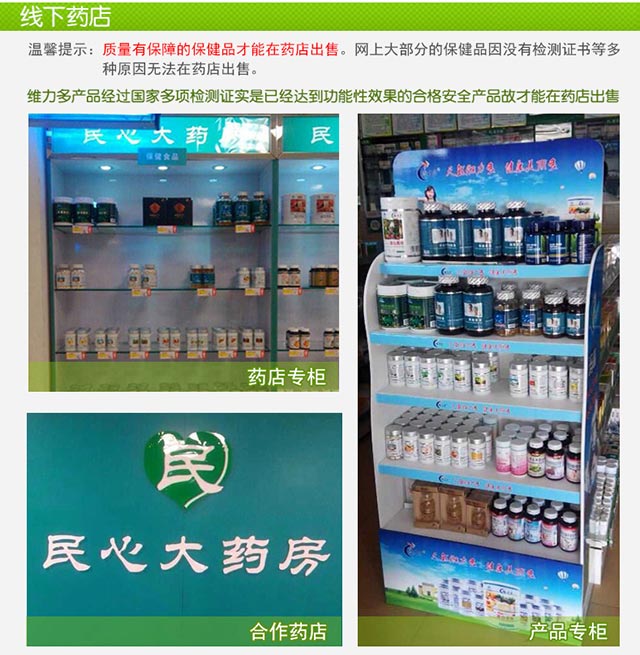 线下药店
温馨提示：质量有保障的保健品才能在药店出售。网上大部分的保健品因没有检测证书等多
种原因无法在药店出售。
维力多产品经过国家多项检测证实是已经达到功能性效果的合格安全产品故才能在药店出售
民心大药房
民
保健食品
药店专柜
民
民心大药房
合作药店
产品专柜